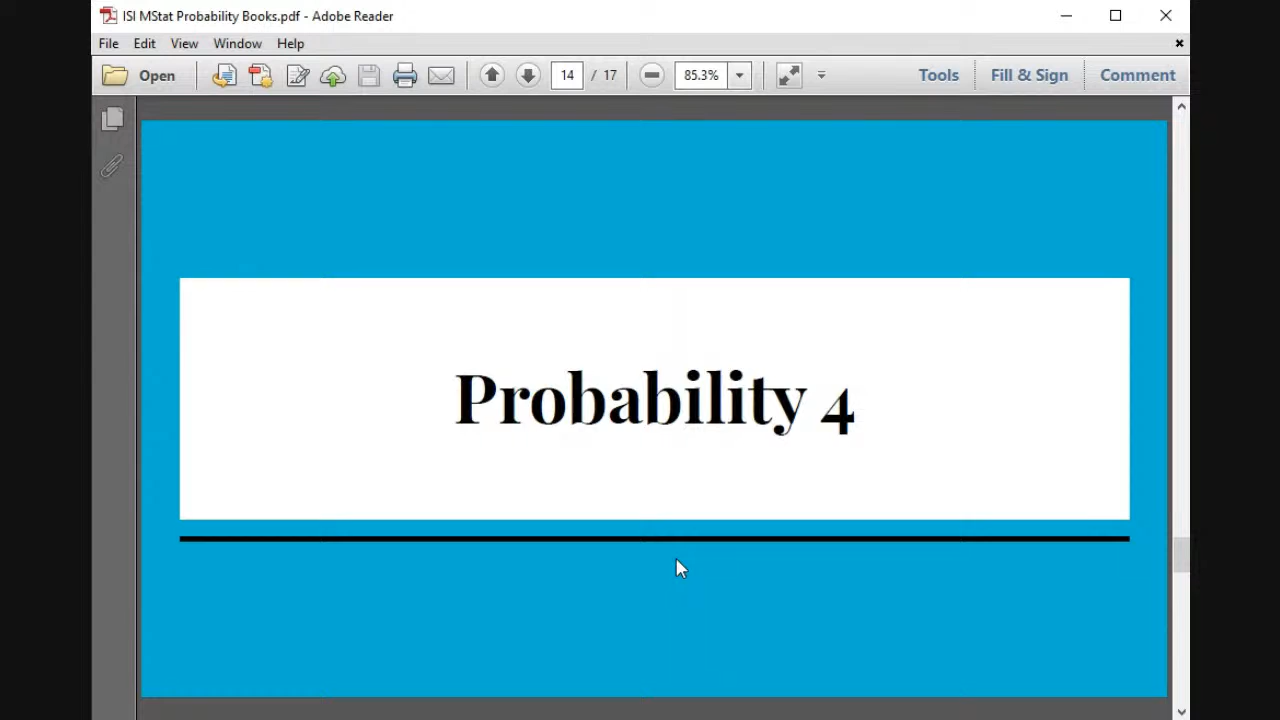 ISI MStat Probability Books.pdf - Adobe Reader
File Edit View Window Help
Open 14 / 17 85.3% Tools Fill & Sign Comment
Probability 4